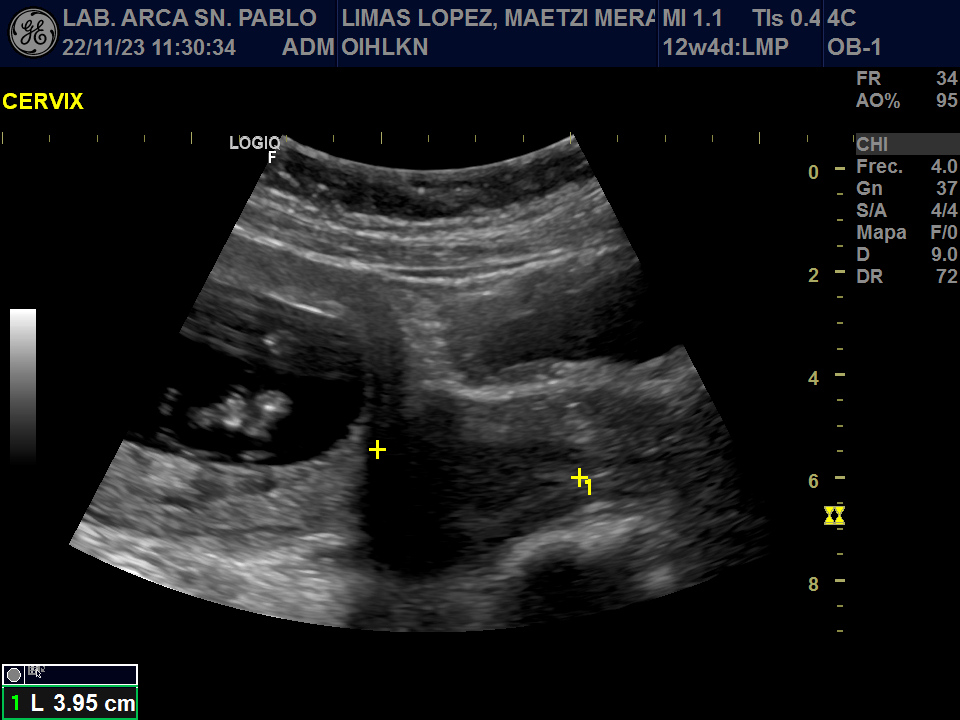 LAB. ARCA SN. PABLO
LIMAS LOPEZ, MAETZI MERA
MI 1.1 TIs 0.4
4C
22/11/23 11:30:34 ADM
OIHLKN
12w4d:LMP
OB-1
FR 34
AO% 95
CERVIX
LOGIQ
F
CHI
Frec. 4.0
Gn 37
S/A 4/4
Mapa F/0
D 9.0
DR 72
0
2
4
6
8
1
1 L 3.95 cm